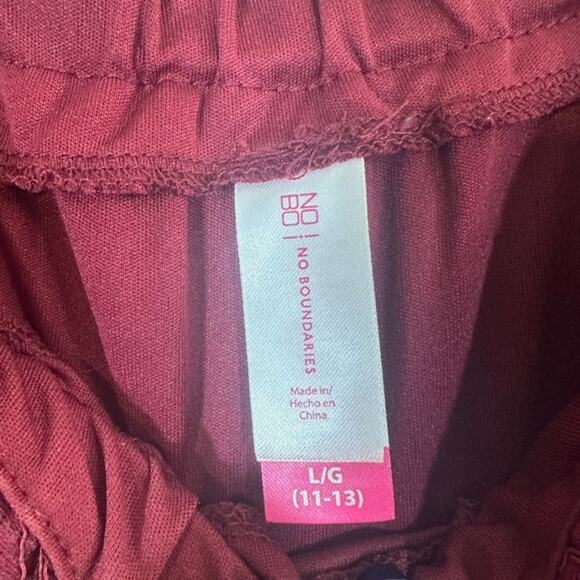 NO!
BO!
NO BOUNDARIES
Made in/
Hecho en
China
L/G
(11-13)